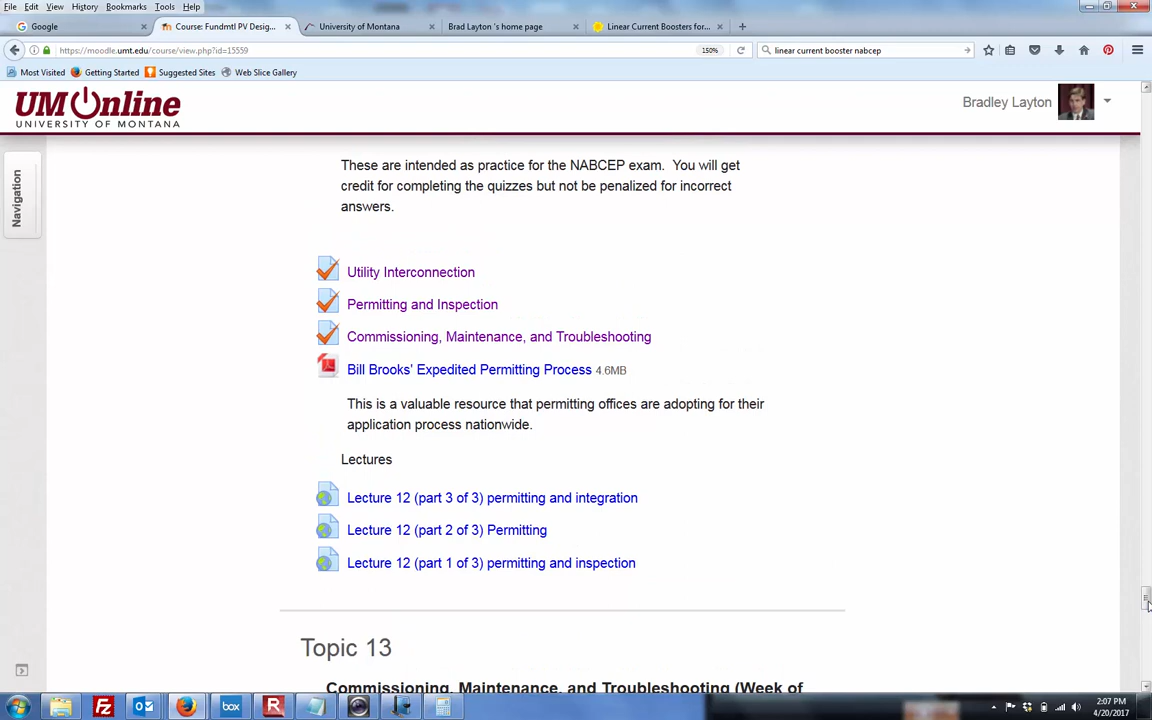 File Edit View History Bookmarks Tools Help
Google
Course: Fundmtl PV Desig...
University of Montana
Brad Layton 's home page
Linear Current Boosters for...
https://moodle.umt.edu/course/view.php?id=15559
150%
linear current booster nabcep
Most Visited Getting Started Suggested Sites Web Slice Gallery
UM Online
UNIVERSITY OF MONTANA
Bradley Layton
Navigation
These are intended as practice for the NABCEP exam. You will get
credit for completing the quizzes but not be penalized for incorrect
answers.
Utility Interconnection
Permitting and Inspection
Commissioning, Maintenance, and Troubleshooting
Bill Brooks' Expedited Permitting Process 4.6MB
This is a valuable resource that permitting offices are adopting for their
application process nationwide.
Lectures
Lecture 12 (part 3 of 3) permitting and integration
Lecture 12 (part 2 of 3) Permitting
Lecture 12 (part 1 of 3) permitting and inspection
Topic 13
Commissioning, Maintenance, and Troubleshooting (Week of
2:07 PM
4/20/2017